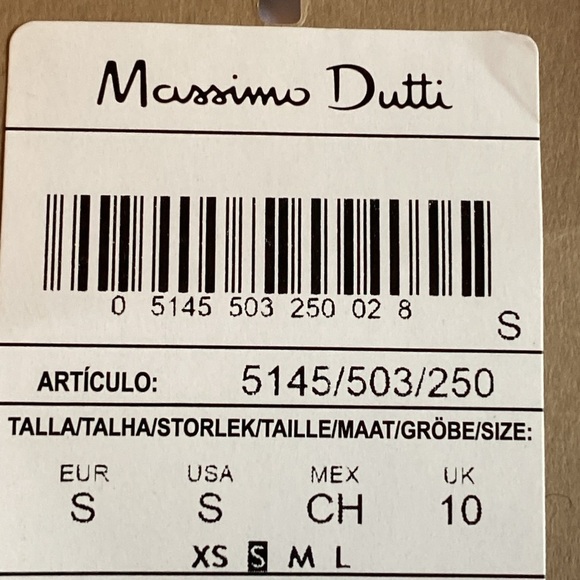 Massimo Dutti
0 5145 503 250 02 8
S
ARTÍCULO: 5145/503/250
TALLA/TALHA/STORLEK/TAILLE/MAAT/GRÖBE/SIZE:
EUR USA MEX UK
S S CH 10
XS S M L